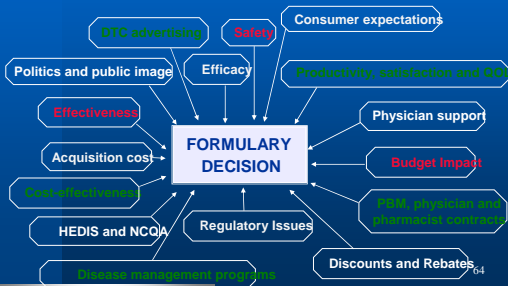 Consumer expectations
DTC advertising
Safety
Politics and public image
Efficacy
Productivity, satisfaction and QOL
Effectiveness
Physician support
FORMULARY
DECISION
Acquisition cost
Budget Impact
Cost-effectiveness
PBM, physician and
pharmacist contracts
HEDIS and NCQA
Regulatory Issues
Discounts and Rebates
64
Disease management programs